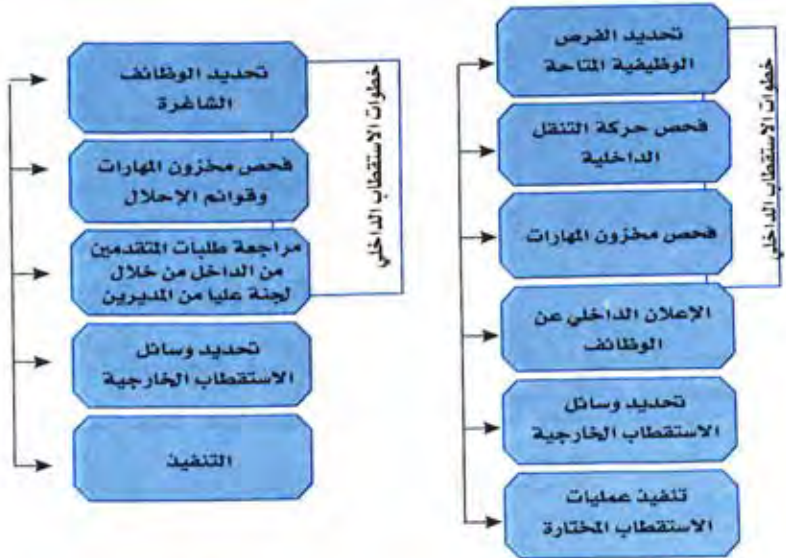 تحديد الفرص
الوظيفية المتاحة
فحص حركة التنقل
الداخلية
فحص مخزون المهارات
الإعلان الداخلي عن
الوظائف
تحديد وسائل
الاستقطاب الخارجية
تنفيذ عمليات
الاستقطاب المختارة
خطوات الاستقطاب الداخلي
تحديد الوظائف
الشاغرة
فحص مخزون المهارات
وقوائم الإحلال
مراجعة طلبات المتقدمين
من الداخل من خلال
لجنة عليا من المديرين
تحديد وسائل
الاستقطاب الخارجية
التنفيذ
خطوات الاستقطاب الداخلي